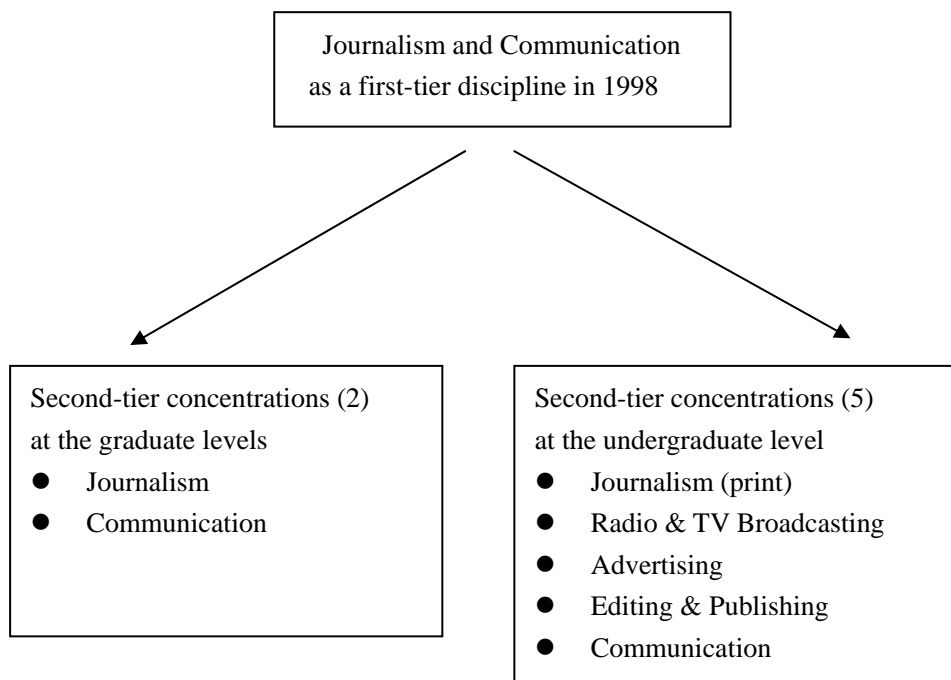 Journalism and Communication
as a first-tier discipline in 1998
Second-tier concentrations (2)
at the graduate levels
● Journalism
● Communication
Second-tier concentrations (5)
at the undergraduate level
● Journalism (print)
● Radio & TV Broadcasting
● Advertising
● Editing & Publishing
● Communication